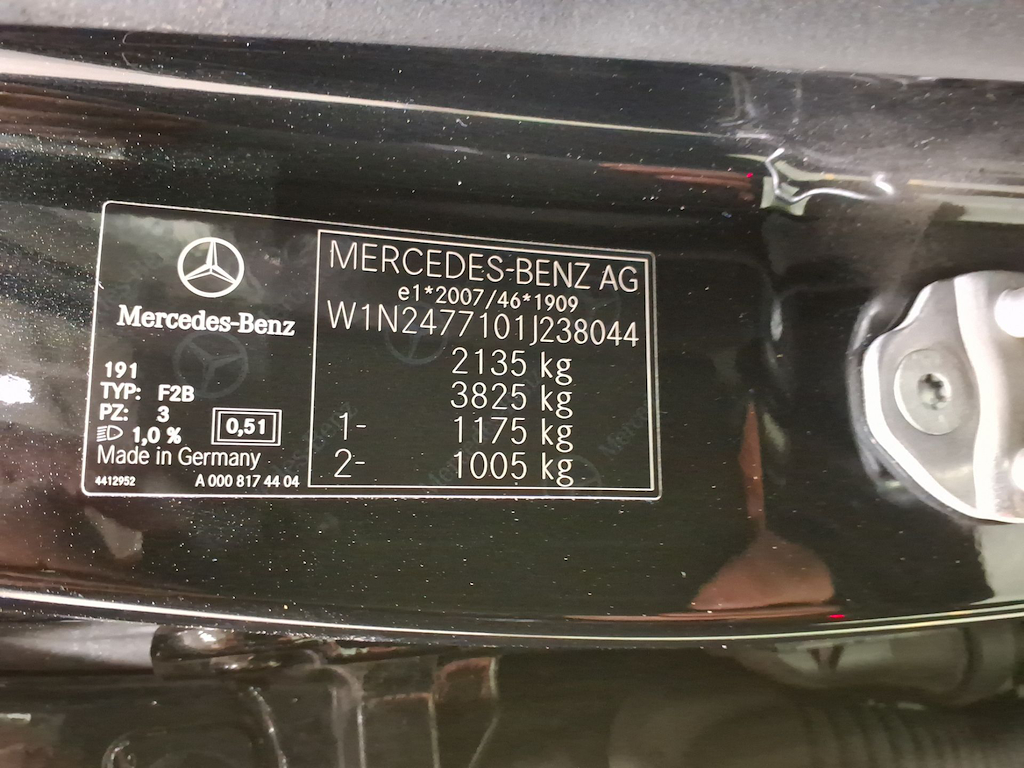 Mercedes-Benz
191
TYP: F2B
PZ: 3
1,0 %
0,51
Made in Germany
4412952
A 000 817 44 04
MERCEDES-BENZ AG
e1*2007/46*1909
W1N2477101J238044
2135 kg
3825 kg
1- 1175 kg
2- 1005 kg